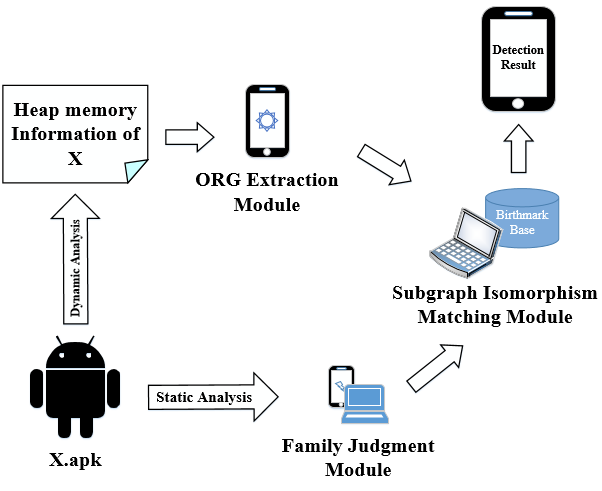 Detection
Result
Heap memory
Information of
X
ORG Extraction
Module
Birthmark
Base
Dynamic Analysis
Subgraph Isomorphism
Matching Module
Static Analysis
X.apk
Family Judgment
Module